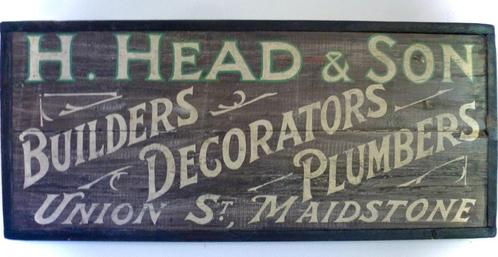 H. HEAD & SON
BUILDERS DECORATORS PLUMBERS
UNION ST, MAIDSTONE